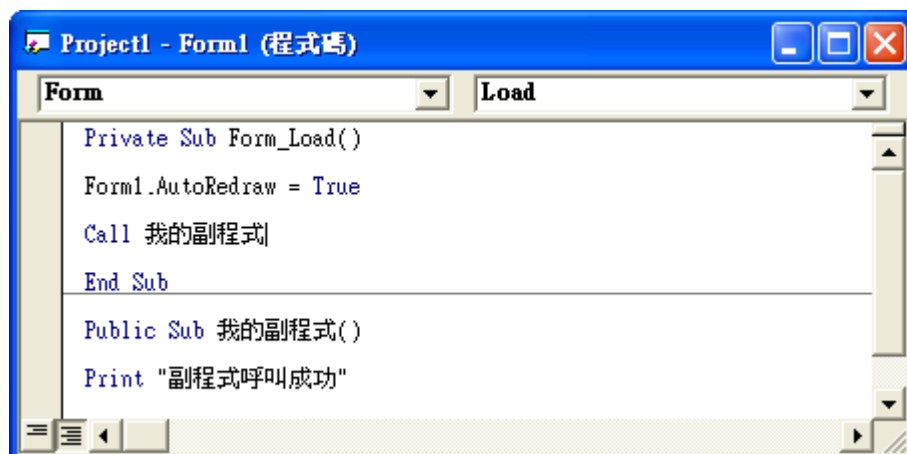 Project1 - Form1 (程式碼)
Form
Load
Private Sub Form_Load()
Form1.AutoRedraw = True
Call 我的副程式
End Sub
Public Sub 我的副程式()
Print "副程式呼叫成功"